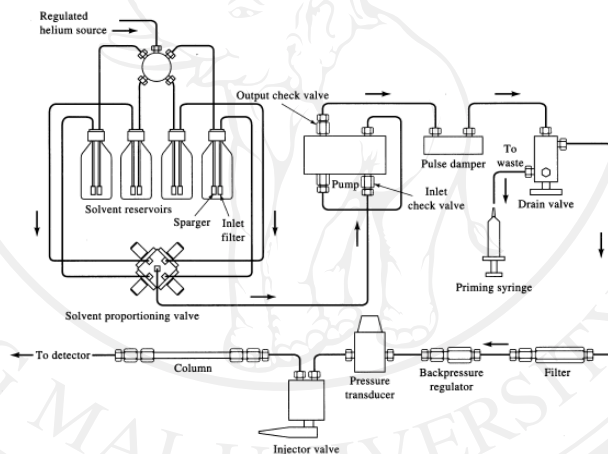 Regulated
helium source
Output check valve
To
waste
Pulse damper
Pump
Inlet
check valve
Drain valve
Solvent reservoirs
Sparger
Inlet
filter
Priming syringe
Solvent proportioning valve
To detector
Column
Pressure
transducer
Backpressure
regulator
Filter
Injector valve